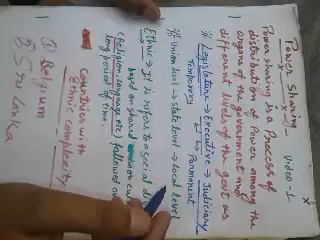 Power Sharing
Video-1
Power sharing is a Process of
distribution of Power among the
organs of the government and
different levels of the govt as
※ Legislature → Executive → Judiciary
Temporary
Permanent
※ Union level → state level → Local level
Ethnic → It is refers to a social
based on shared cul
(Religion, language etc) followed
long period of time.
Countries with
ethnic complexity
① Belgium
② Sri Lanka